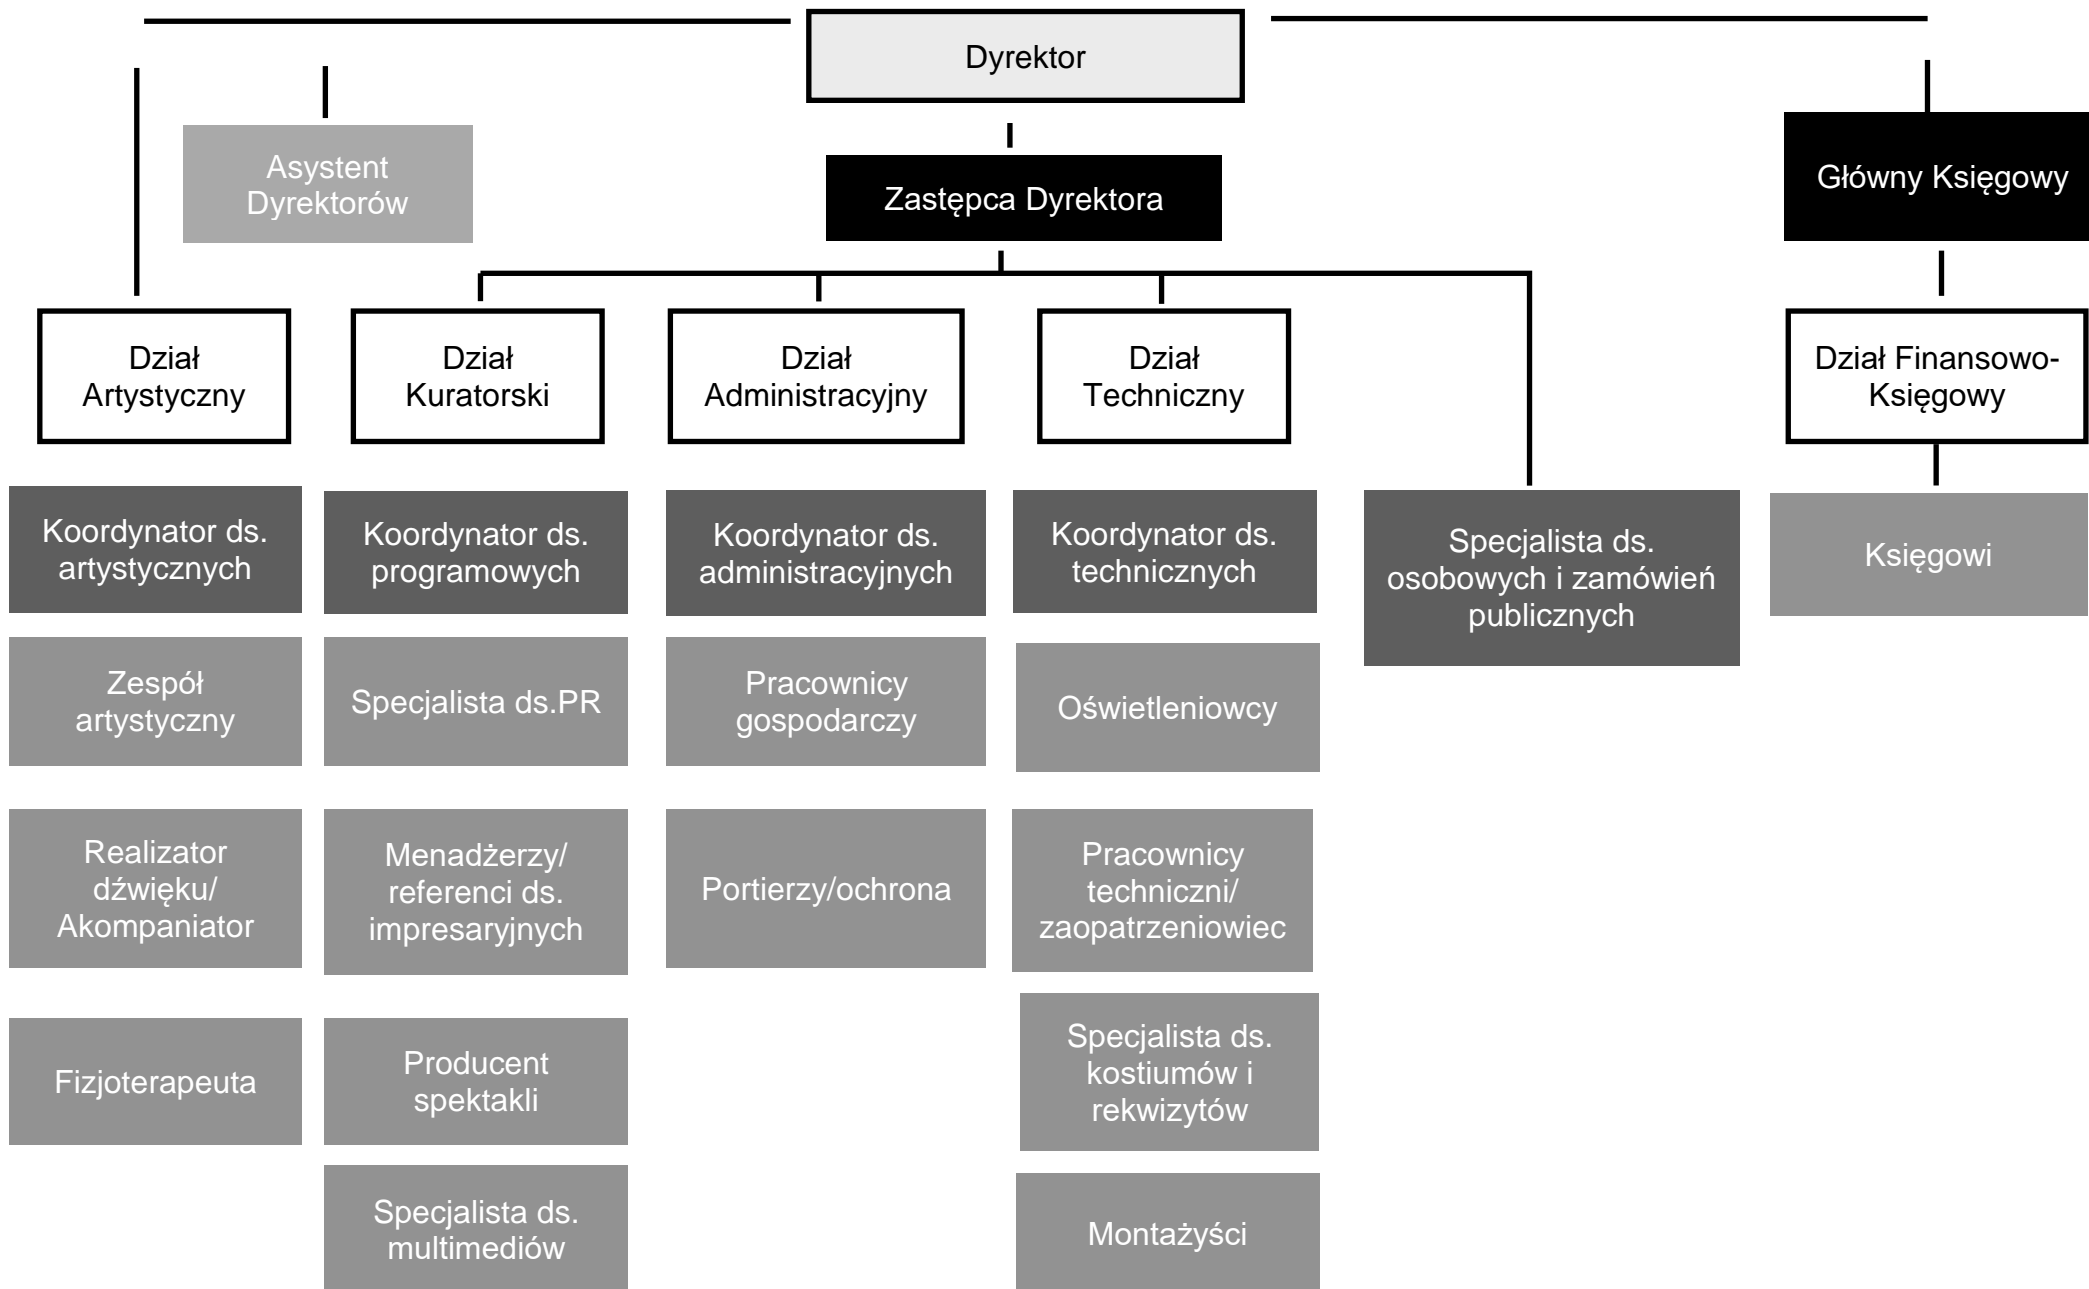 Dyrektor
Asystent
Dyrektorów
Zastępca Dyrektora
Główny Księgowy
Dział
Artystyczny
Dział
Kuratorski
Dział
Administracyjny
Dział
Techniczny
Dział Finansowo-
Księgowy
Koordynator ds.
artystycznych
Koordynator ds.
programowych
Koordynator ds.
administracyjnych
Koordynator ds.
technicznych
Specjalista ds.
osobowych i zamówień
publicznych
Księgowi
Zespół
artystyczny
Specjalista ds.PR
Pracownicy
gospodarczy
Oświetleniowcy
Realizator
dźwięku/
Akompaniator
Menadżerzy/
referenci ds.
impresaryjnych
Portierzy/ochrona
Pracownicy
techniczni/
zaopatrzeniowiec
Fizjoterapeuta
Producent
spektakli
Specjalista ds.
kostiumów i
rekwizytów
Specjalista ds.
multimediów
Montażyści